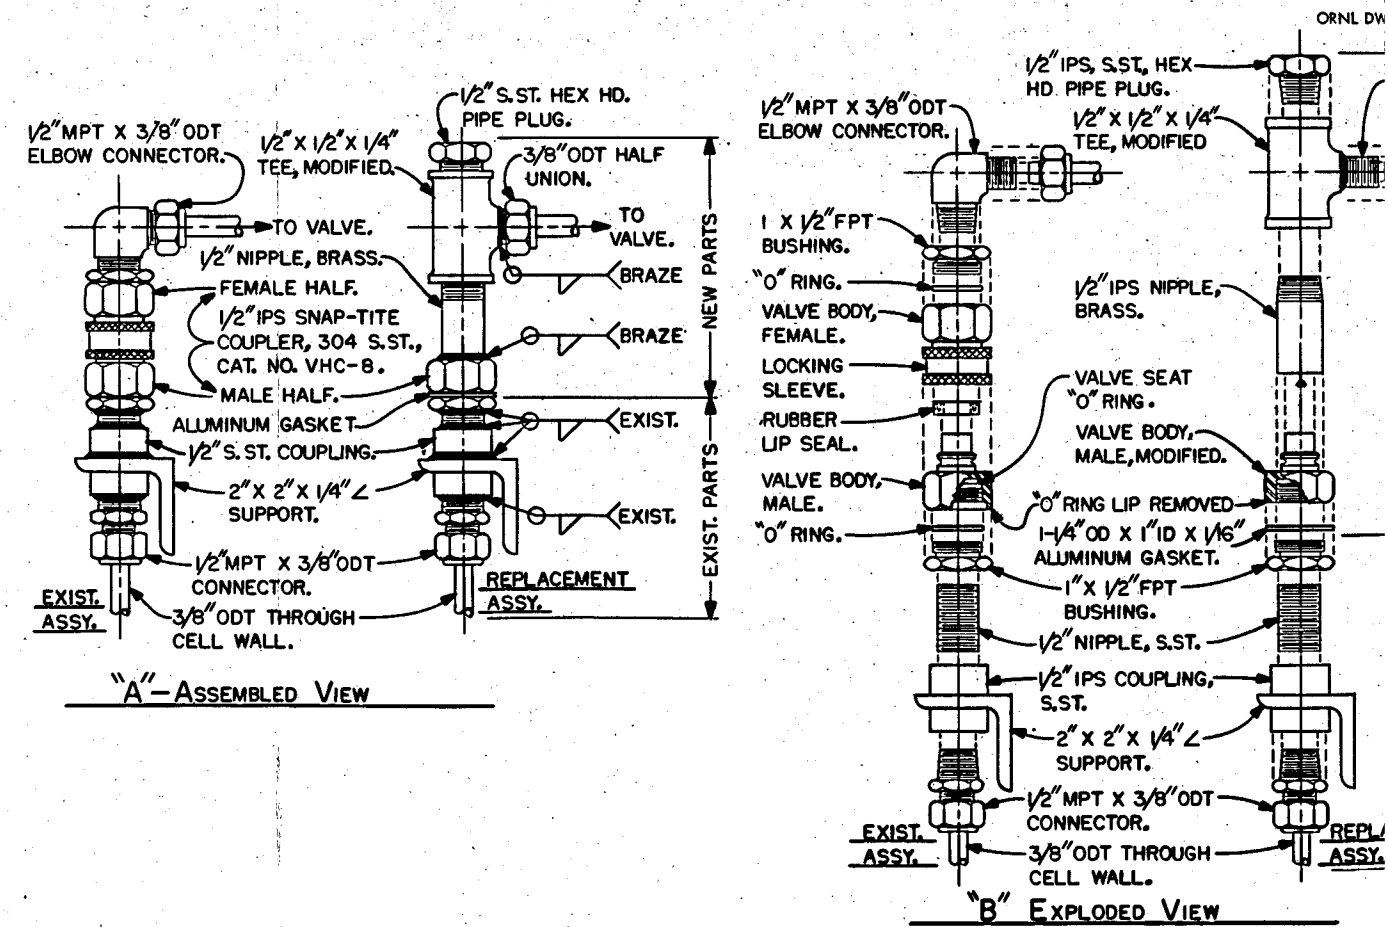 ORNL DW
1/2" S.ST. HEX HD.
PIPE PLUG.
1/2" MPT X 3/8" ODT
ELBOW CONNECTOR.
1/2" X 1/2" X 1/4"
TEE, MODIFIED.
3/8" ODT HALF
UNION.
TO VALVE.
TO
VALVE.
1/2" NIPPLE, BRASS.
BRAZE
FEMALE HALF.
1/2" IPS SNAP-TITE
COUPLER, 304 S.ST.,
CAT. NO. VHC-8.
BRAZE
MALE HALF.
ALUMINUM GASKET
EXIST.
1/2" S. ST. COUPLING.
2" X 2" X 1/4" ∠
SUPPORT.
EXIST.
1/2" MPT X 3/8" ODT
CONNECTOR.
3/8" ODT THROUGH
CELL WALL.
EXIST.
ASSY.
REPLACEMENT
ASSY.
NEW PARTS
EXIST. PARTS
"A" - ASSEMBLED VIEW
1/2" IPS, S.ST., HEX
HD PIPE PLUG.
1/2" MPT X 3/8" ODT
ELBOW CONNECTOR.
1/2" X 1/2" X 1/4"
TEE, MODIFIED
1 X 1/2" FPT
BUSHING.
"O" RING.
VALVE BODY,
FEMALE.
LOCKING
SLEEVE.
RUBBER
LIP SEAL.
VALVE BODY,
MALE.
"O" RING.
1/2" IPS NIPPLE,
BRASS.
VALVE SEAT
"O" RING.
VALVE BODY,
MALE, MODIFIED.
"O" RING LIP REMOVED
1-1/4" OD X 1" ID X 1/16"
ALUMINUM GASKET.
1" X 1/2" FPT
BUSHING.
1/2" NIPPLE, S.ST.
1/2" IPS COUPLING,
S.ST.
2" X 2" X 1/4" ∠
SUPPORT.
1/2" MPT X 3/8" ODT
CONNECTOR.
3/8" ODT THROUGH
CELL WALL.
EXIST.
ASSY.
REPLA
ASSY.
"B" EXPLODED VIEW